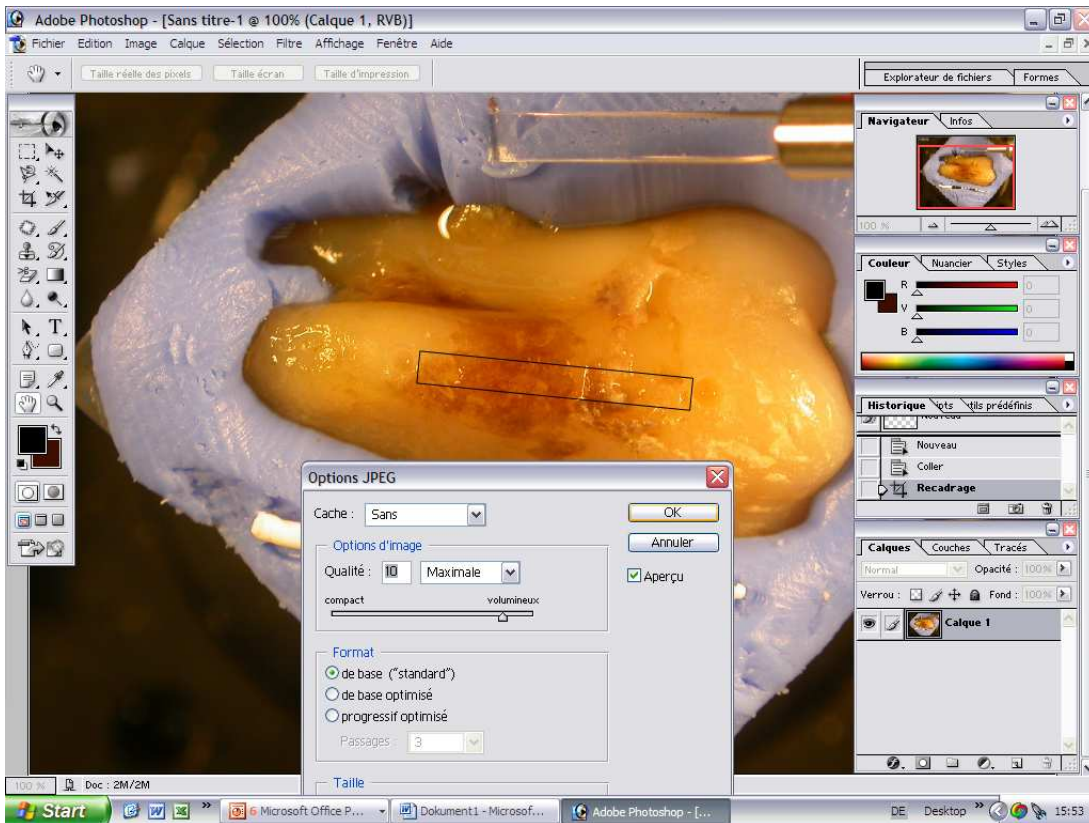 Adobe Photoshop - [Sans titre-1 @ 100% (Calque 1, RVB)]
Fichier Edition Image Calque Sélection Filtre Affichage Fenêtre Aide
Taille réelle des pixels Taille écran Taille d'impression
Explorateur de fichiers Formes
Navigateur Infos
100 %
Couleur Nuancier Styles
R 0
V 0
B 0
Historique ipts utils prédéfinis
Nouveau
Nouveau
Coller
Recadrage
Calques Couches Tracés
Normal Opacité : 100%
Verrou : Fond : 100%
Calque 1
Options JPEG
Cache : Sans
OK
Annuler
Aperçu
Options d'image
Qualité : 10 Maximale
compact volumineux
Format
de base ("standard")
de base optimisé
progressif optimisé
Passages : 3
Taille
100 % Doc : 2M/2M
Start W X » 6 Microsoft Office P... Dokument1 - Microsof... Adobe Photoshop - [... DE Desktop » 15:53